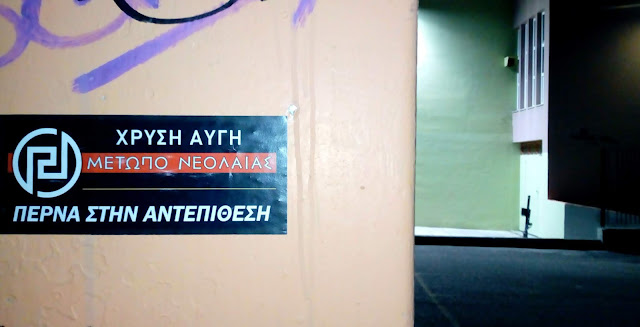 ΧΡΥΣΗ ΑΥΓΗ
ΜΕΤΩΠΟ ΝΕΟΛΑΙΑΣ
ΠΕΡΝΑ ΣΤΗΝ ΑΝΤΕΠΙΘΕΣΗ